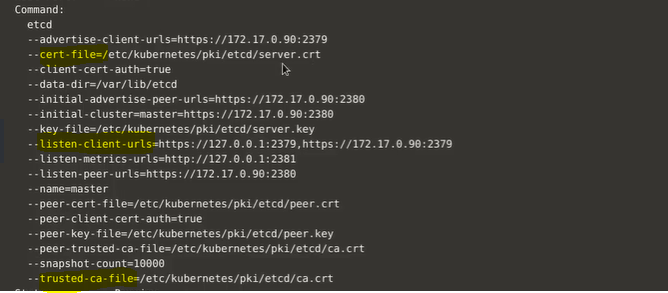 Command:
etcd
--advertise-client-urls=https://172.17.0.90:2379
--cert-file=/etc/kubernetes/pki/etcd/server.crt
--client-cert-auth=true
--data-dir=/var/lib/etcd
--initial-advertise-peer-urls=https://172.17.0.90:2380
--initial-cluster=master=https://172.17.0.90:2380
--key-file=/etc/kubernetes/pki/etcd/server.key
--listen-client-urls=https://127.0.0.1:2379,https://172.17.0.90:2379
--listen-metrics-urls=http://127.0.0.1:2381
--listen-peer-urls=https://172.17.0.90:2380
--name=master
--peer-cert-file=/etc/kubernetes/pki/etcd/peer.crt
--peer-client-cert-auth=true
--peer-key-file=/etc/kubernetes/pki/etcd/peer.key
--peer-trusted-ca-file=/etc/kubernetes/pki/etcd/ca.crt
--snapshot-count=10000
--trusted-ca-file=/etc/kubernetes/pki/etcd/ca.crt